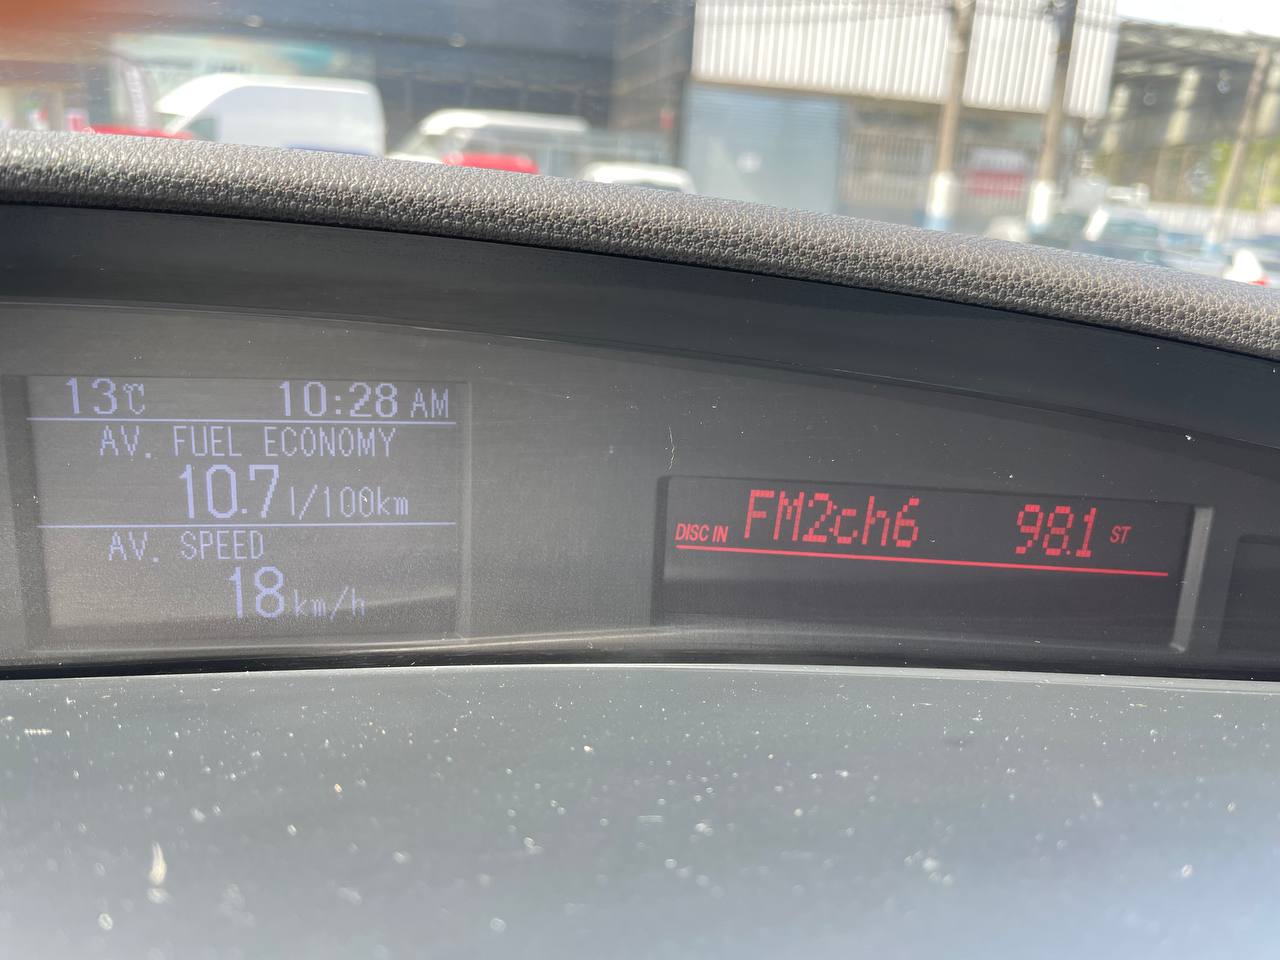 13℃ 10:28 AM
AV. FUEL ECONOMY
10.7 l/100km
AV. SPEED
18 km/h
DISC IN FM2ch6 98.1 ST